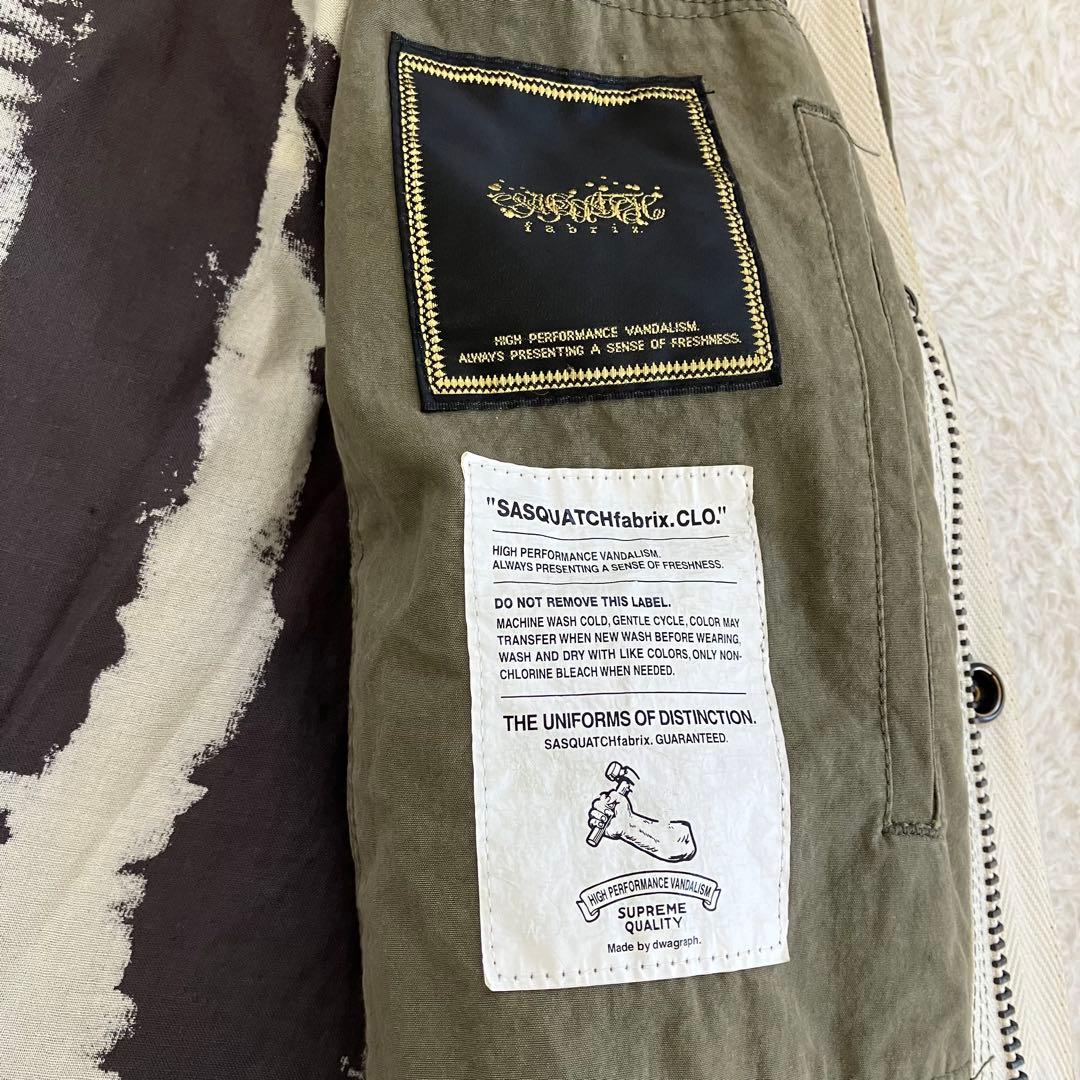 SASQUATCH
fabrix.
HIGH PERFORMANCE VANDALISM.
ALWAYS PRESENTING A SENSE OF FRESHNESS.
"SASQUATCHfabrix.CLO."
HIGH PERFORMANCE VANDALISM.
ALWAYS PRESENTING A SENSE OF FRESHNESS.
DO NOT REMOVE THIS LABEL.
MACHINE WASH COLD, GENTLE CYCLE, COLOR MAY
TRANSFER WHEN NEW WASH BEFORE WEARING,
WASH AND DRY WITH LIKE COLORS, ONLY NON-
CHLORINE BLEACH WHEN NEEDED.
THE UNIFORMS OF DISTINCTION.
SASQUATCHfabrix. GUARANTEED.
HIGH PERFORMANCE VANDALISM
SUPREME
QUALITY
Made by dwagraph.